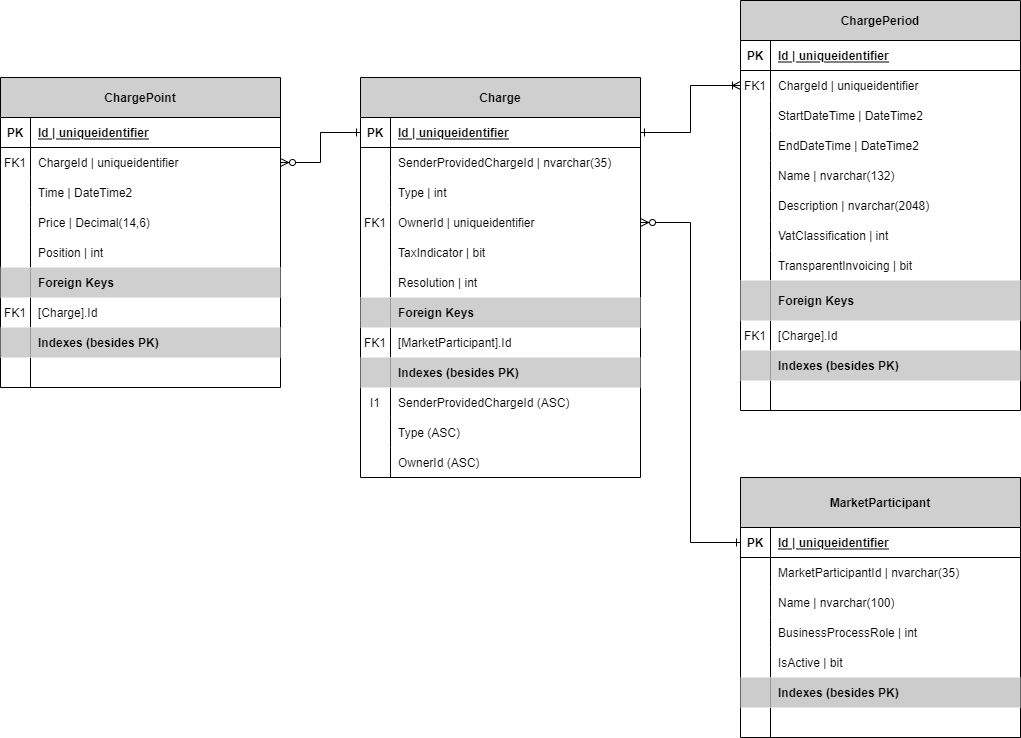 ChargePoint
PK Id | uniqueidentifier
FK1 ChargeId | uniqueidentifier
Time | DateTime2
Price | Decimal(14,6)
Position | int
Foreign Keys
FK1 [Charge].Id
Indexes (besides PK)
Charge
PK Id | uniqueidentifier
SenderProvidedChargeId | nvarchar(35)
Type | int
FK1 OwnerId | uniqueidentifier
TaxIndicator | bit
Resolution | int
Foreign Keys
FK1 [MarketParticipant].Id
Indexes (besides PK)
I1 SenderProvidedChargeId (ASC)
Type (ASC)
OwnerId (ASC)
ChargePeriod
PK Id | uniqueidentifier
FK1 ChargeId | uniqueidentifier
StartDateTime | DateTime2
EndDateTime | DateTime2
Name | nvarchar(132)
Description | nvarchar(2048)
VatClassification | int
TransparentInvoicing | bit
Foreign Keys
FK1 [Charge].Id
Indexes (besides PK)
MarketParticipant
PK Id | uniqueidentifier
MarketParticipantId | nvarchar(35)
Name | nvarchar(100)
BusinessProcessRole | int
IsActive | bit
Indexes (besides PK)